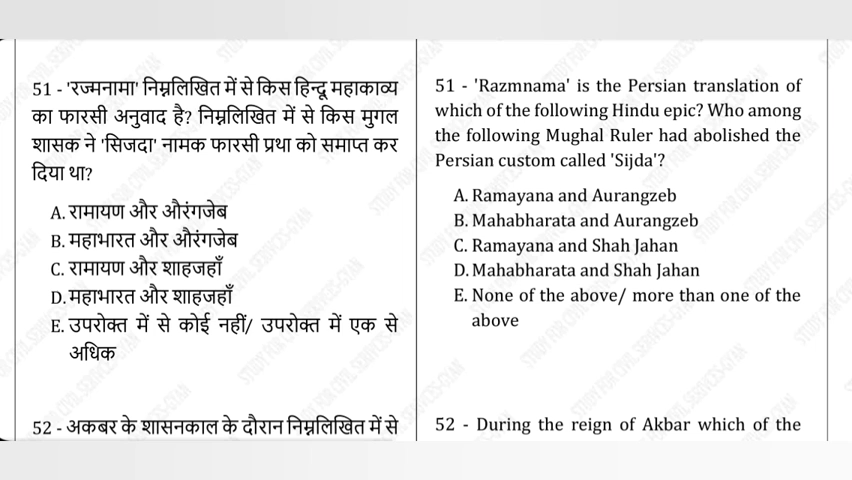 51 - 'रज्मनामा' निम्नलिखित में से किस हिन्दू महाकाव्य
का फारसी अनुवाद है? निम्नलिखित में से किस मुगल
शासक ने 'सिजदा' नामक फारसी प्रथा को समाप्त कर
दिया था?
A. रामायण और औरंगजेब
B. महाभारत और औरंगजेब
C. रामायण और शाहजहाँ
D. महाभारत और शाहजहाँ
E. उपरोक्त में से कोई नहीं/ उपरोक्त में एक से
अधिक
52 - अकबर के शासनकाल के दौरान निम्नलिखित में से
51 - 'Razmnama' is the Persian translation of
which of the following Hindu epic? Who among
the following Mughal Ruler had abolished the
Persian custom called 'Sijda'?
A. Ramayana and Aurangzeb
B. Mahabharata and Aurangzeb
C. Ramayana and Shah Jahan
D. Mahabharata and Shah Jahan
E. None of the above/ more than one of the
above
52 - During the reign of Akbar which of the